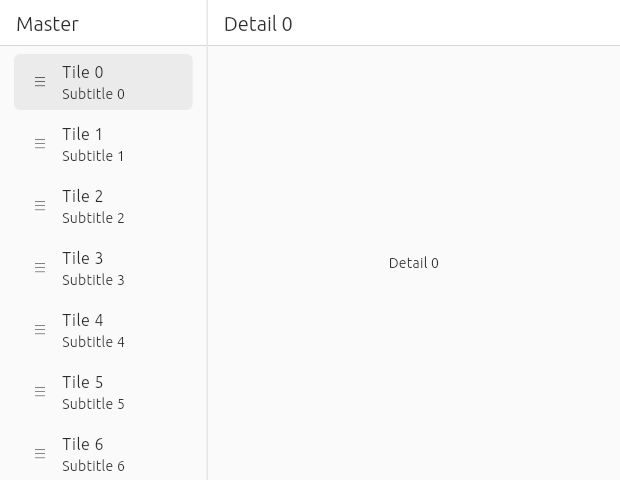 Master
Detail 0
Tile 0
Subtitle 0
Tile 1
Subtitle 1
Tile 2
Subtitle 2
Tile 3
Subtitle 3
Tile 4
Subtitle 4
Tile 5
Subtitle 5
Tile 6
Subtitle 6
Detail 0